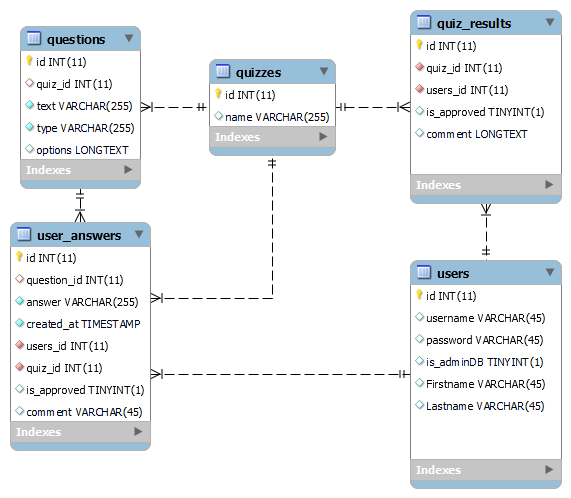 questions
id INT(11)
quiz_id INT(11)
text VARCHAR(255)
type VARCHAR(255)
options LONGTEXT
Indexes
quizzes
id INT(11)
name VARCHAR(255)
Indexes
quiz_results
id INT(11)
quiz_id INT(11)
users_id INT(11)
is_approved TINYINT(1)
comment LONGTEXT
Indexes
user_answers
id INT(11)
question_id INT(11)
answer VARCHAR(255)
created_at TIMESTAMP
users_id INT(11)
quiz_id INT(11)
is_approved TINYINT(1)
comment VARCHAR(45)
Indexes
users
id INT(11)
username VARCHAR(45)
password VARCHAR(45)
is_adminDB TINYINT(1)
Firstname VARCHAR(45)
Lastname VARCHAR(45)
Indexes